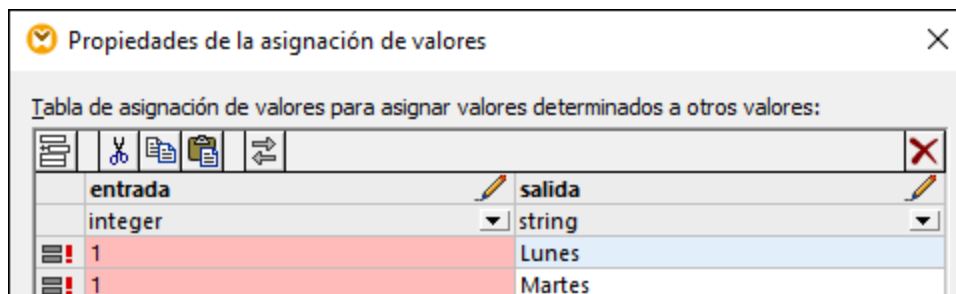 Propiedades de la asignación de valores
Tabla de asignación de valores para asignar valores determinados a otros valores:
entrada salida
integer string
1 Lunes
1 Martes